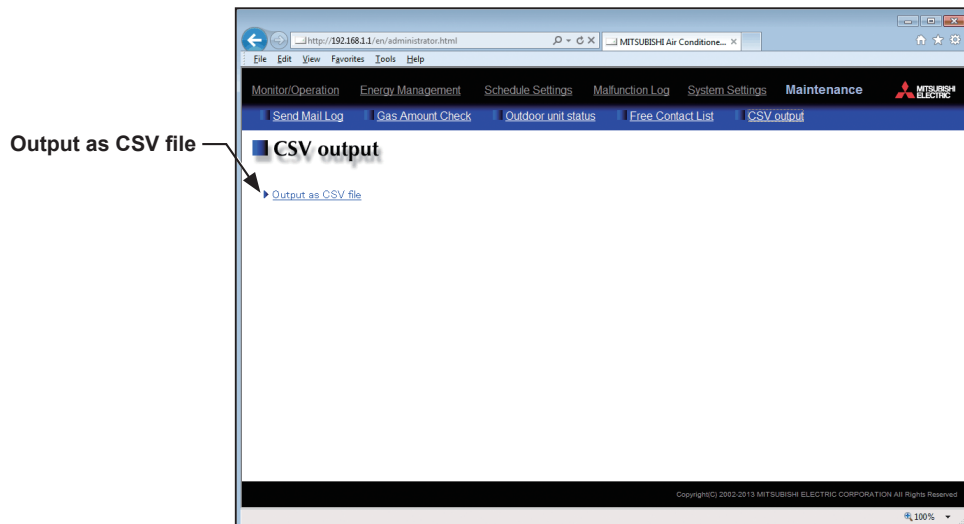 http://192.168.1.1/en/administrator.html
MITSUBISHI Air Conditione...
File Edit View Favorites Tools Help
Monitor/Operation Energy Management Schedule Settings Malfunction Log System Settings Maintenance MITSUBISHI ELECTRIC
Send Mail Log Gas Amount Check Outdoor unit status Free Contact List CSV output
Output as CSV file
CSV output
Output as CSV file
Copyright(C) 2002-2013 MITSUBISHI ELECTRIC CORPORATION All Rights Reserved
100%